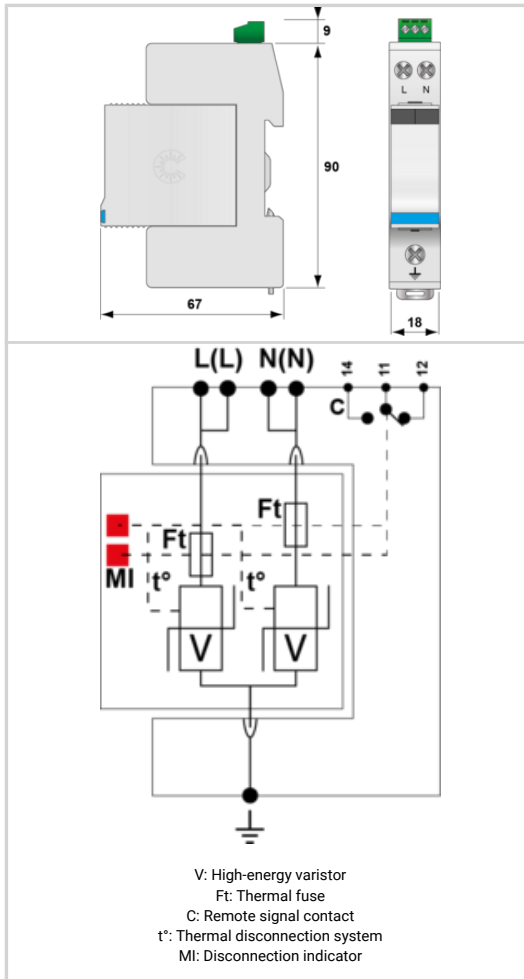 9
L N
90
67
18
L(L) N(N)
14
11
12
C
Ft
Ft
MI
t°
t°
V
V
V: High-energy varistor
Ft: Thermal fuse
C: Remote signal contact
t°: Thermal disconnection system
MI: Disconnection indicator